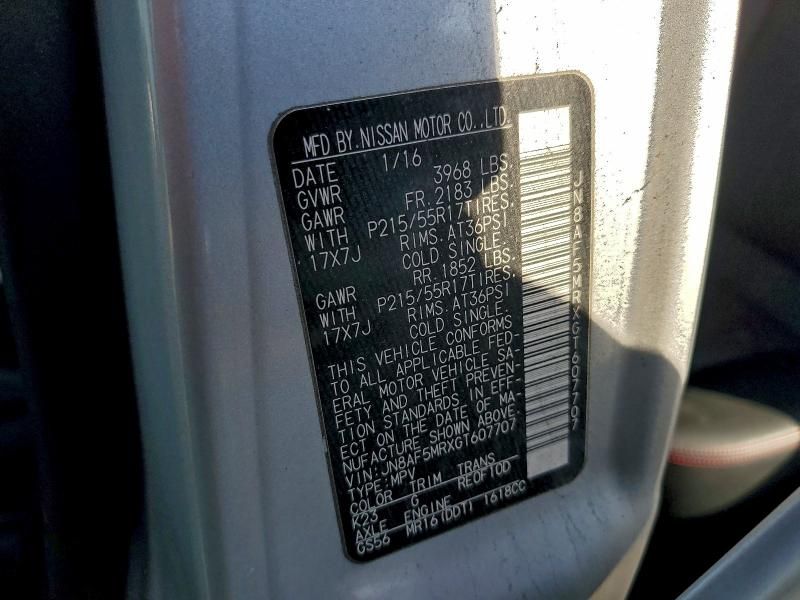 MFD BY.NISSAN MOTOR CO.,LTD.
DATE 1/16
GVWR 3968 LBS.
GAWR FR. 2183 LBS.
WITH P215/55R17TIRES.
17X7J RIMS. AT36PSI
COLD SINGLE.
GAWR RR. 1852 LBS.
WITH P215/55R17TIRES.
17X7J RIMS. AT36PSI
COLD SINGLE.
THIS VEHICLE CONFORMS
TO ALL APPLICABLE FED-
ERAL MOTOR VEHICLE SA-
FETY AND THEFT PREVEN-
TION STANDARDS IN EFF-
ECT ON THE DATE OF MA-
NUFACTURE SHOWN ABOVE.
VIN:JN8AF5MRXGT607707
TYPE:MPV
COLOR TRIM TRANS
K23 G RE0F10D
AXLE ENGINE
GS56 MR16(DDT) 1618CC
JN8AF5MRXGT607707